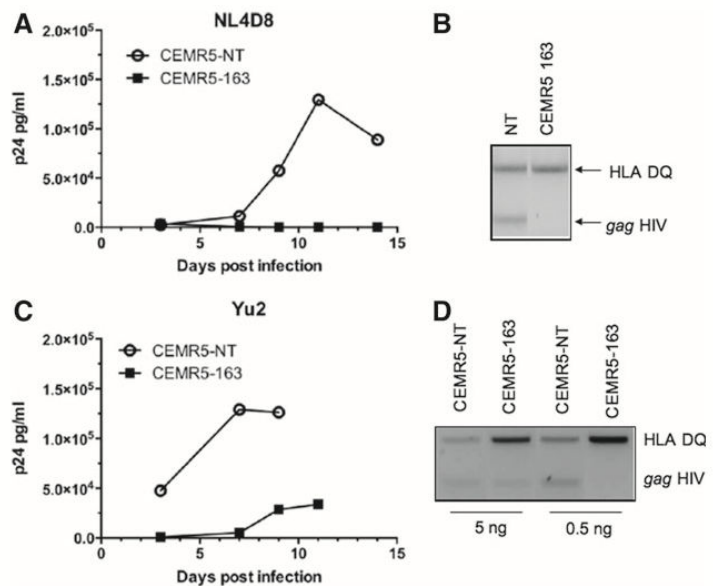 A
NL4D8
CEMR5-NT
CEMR5-163
p24 pg/ml
2.0×10⁵
1.5×10⁵
1.0×10⁵
5.0×10⁴
0.0
0 5 10 15
Days post infection
B
NT
CEMR5 163
HLA DQ
gag HIV
C
Yu2
CEMR5-NT
CEMR5-163
p24 pg/ml
2.0×10⁵
1.5×10⁵
1.0×10⁵
5.0×10⁴
0.0
0 5 10 15
Days post infection
D
CEMR5-NT
CEMR5-163
CEMR5-NT
CEMR5-163
HLA DQ
gag HIV
5 ng 0.5 ng